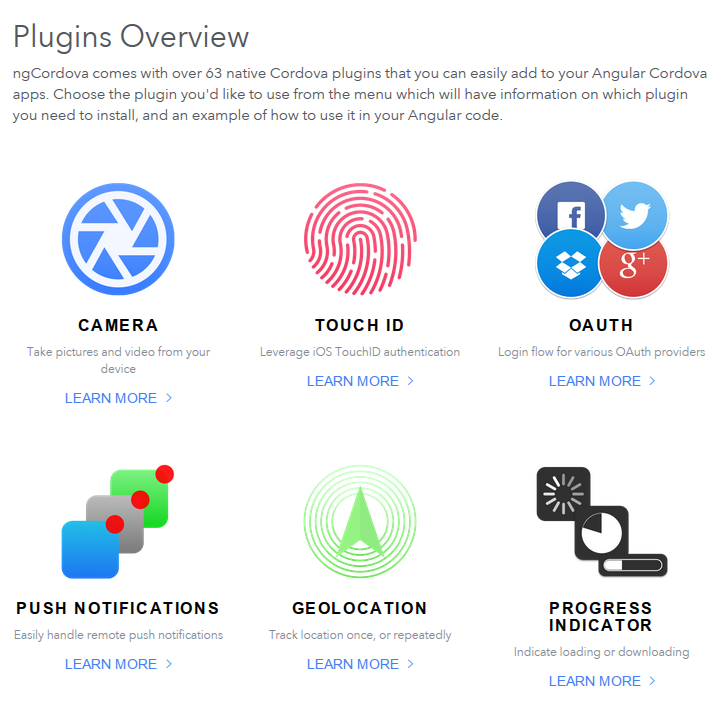 Plugins Overview
ngCordova comes with over 63 native Cordova plugins that you can easily add to your Angular Cordova
apps. Choose the plugin you'd like to use from the menu which will have information on which plugin
you need to install, and an example of how to use it in your Angular code.
CAMERA
Take pictures and video from your
device
LEARN MORE >
TOUCH ID
Leverage iOS TouchID authentication
LEARN MORE >
f
g+
OAUTH
Login flow for various OAuth providers
LEARN MORE >
PUSH NOTIFICATIONS
Easily handle remote push notifications
LEARN MORE >
GEOLOCATION
Track location once, or repeatedly
LEARN MORE >
PROGRESS
INDICATOR
Indicate loading or downloading
LEARN MORE >